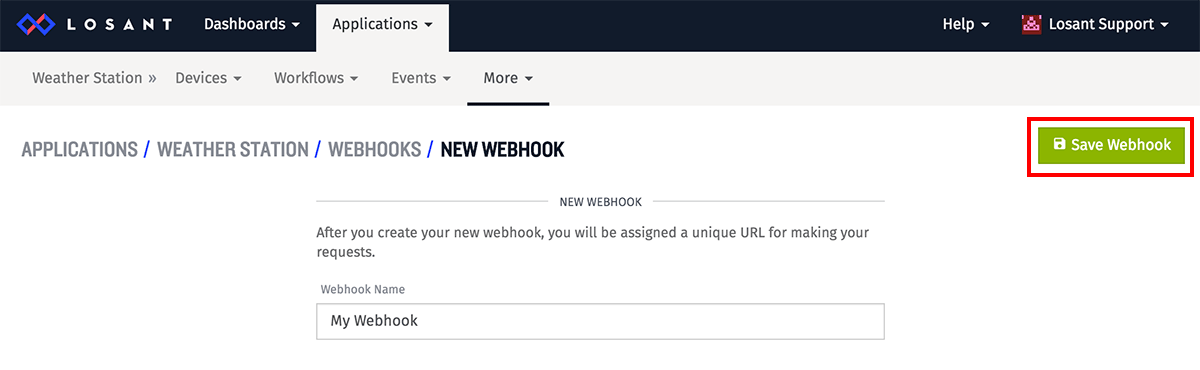 LOSANT Dashboards Applications Help Losant Support
Weather Station » Devices Workflows Events More
APPLICATIONS / WEATHER STATION / WEBHOOKS / NEW WEBHOOK Save Webhook
NEW WEBHOOK
After you create your new webhook, you will be assigned a unique URL for making your
requests.
Webhook Name
My Webhook